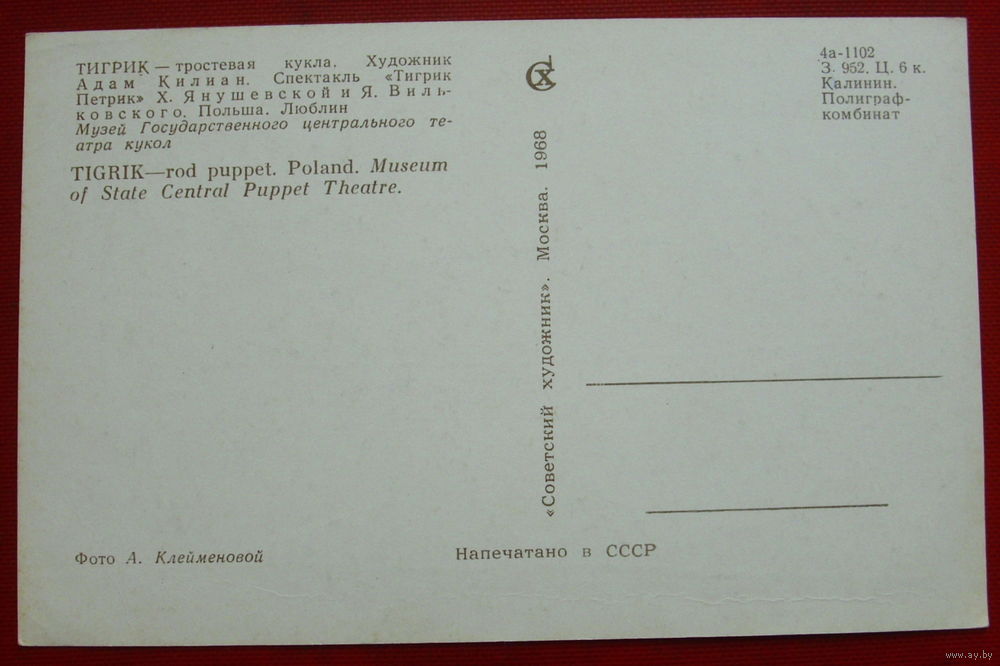 ТИГРИК — тростевая кукла. Художник
Адам Килиан. Спектакль «Тигрик
Петрик» Х. Янушевской и Я. Виль-
ковского. Польша. Люблин
Музей Государственного центрального те-
атра кукол
TIGRIK—rod puppet. Poland. Museum
of State Central Puppet Theatre.
Фото А. Клейменовой
СХ
«Советский художник». Москва. 1968
Напечатано в СССР
4а-1102
З. 952. Ц. 6 к.
Калинин.
Полиграф-
комбинат
www.ay.by